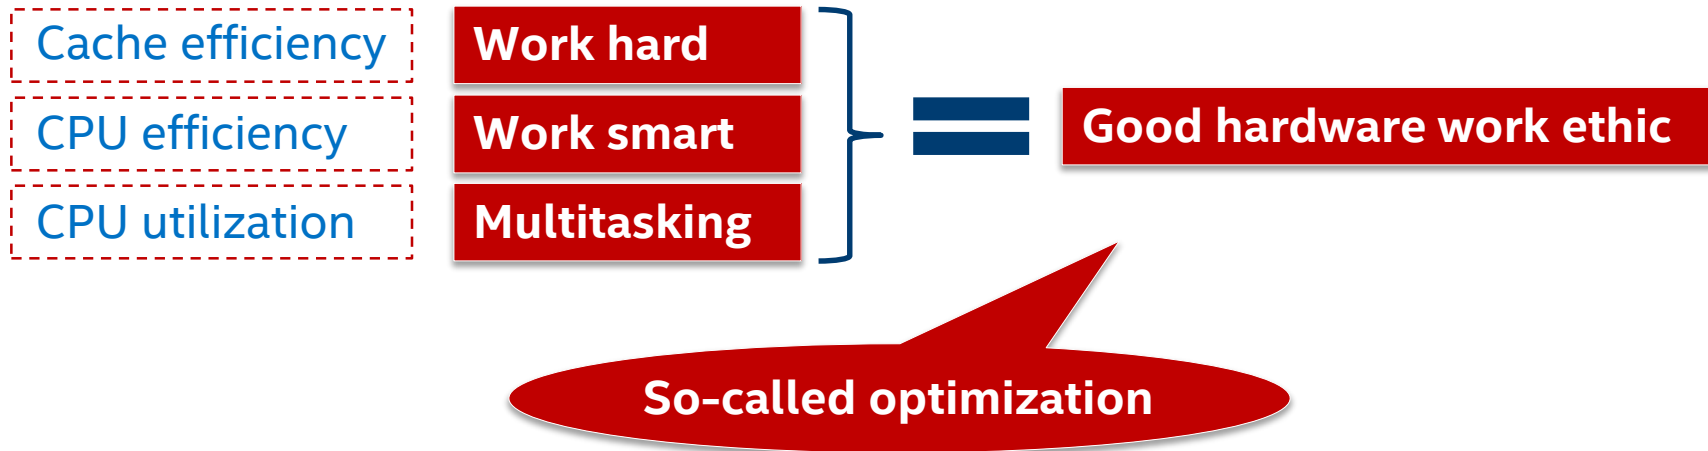 Cache efficiency
Work hard
CPU efficiency
Work smart
CPU utilization
Multitasking
Good hardware work ethic
So-called optimization